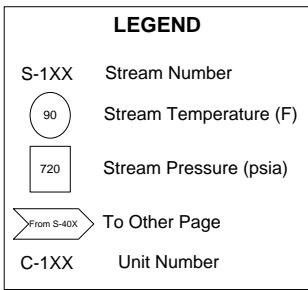 LEGEND
S-1XX Stream Number
90 Stream Temperature (F)
720 Stream Pressure (psia)
From S-40X To Other Page
C-1XX Unit Number